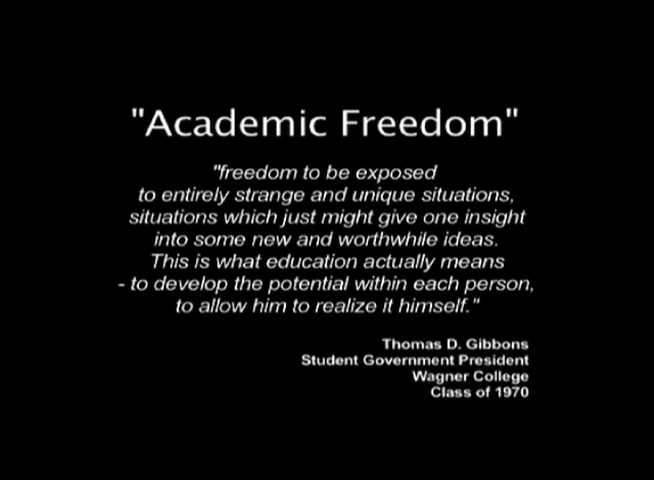 "Academic Freedom"
"freedom to be exposed
to entirely strange and unique situations,
situations which just might give one insight
into some new and worthwhile ideas.
This is what education actually means
- to develop the potential within each person,
to allow him to realize it himself."
Thomas D. Gibbons
Student Government President
Wagner College
Class of 1970